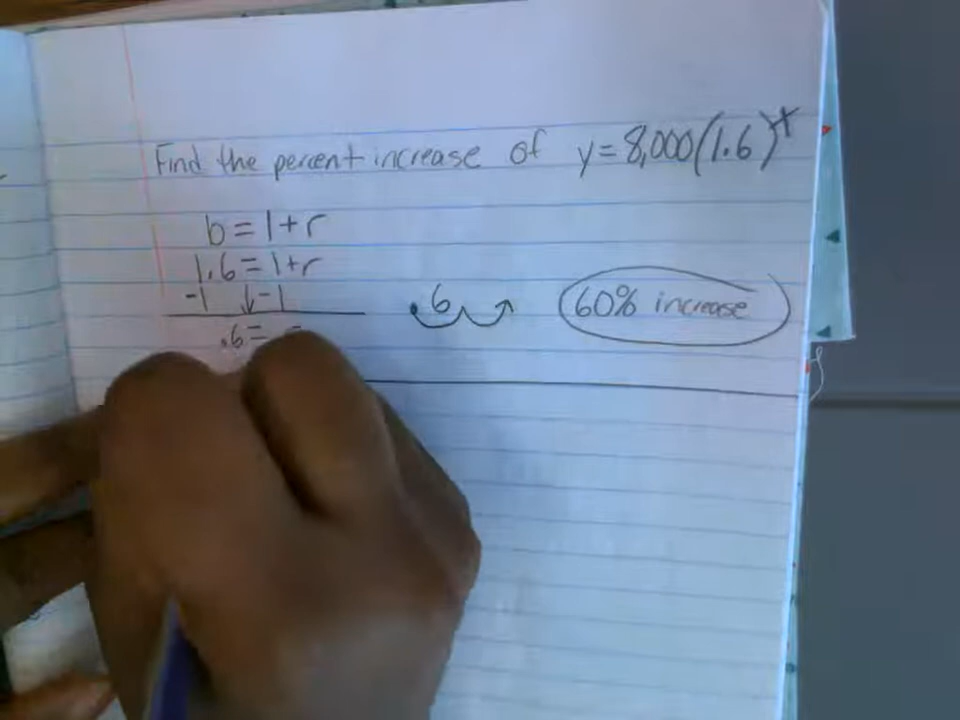 Find the percent increase of y=8,000(1.6)^x
b=1+r
1.6=1+r
-1 ↓-1
.6=
.6
60% increase